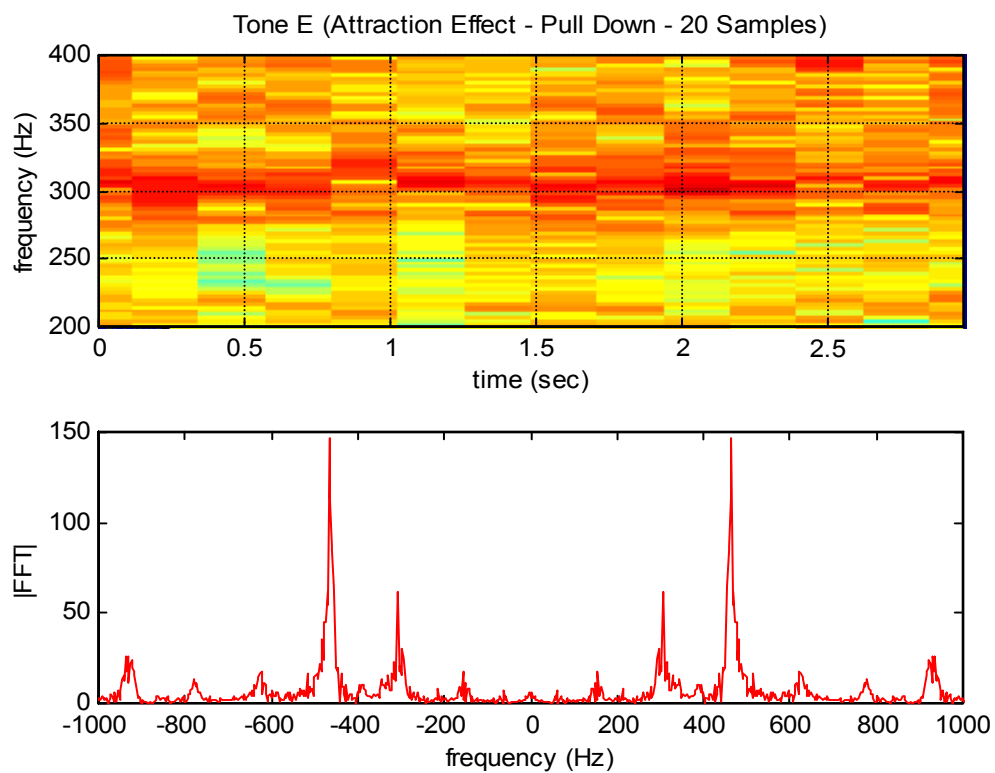 Tone E (Attraction Effect - Pull Down - 20 Samples)
400
350
300
250
200
frequency (Hz)
0 0.5 1 1.5 2 2.5
time (sec)
150
100
50
0
|FFT|
-1000 -800 -600 -400 -200 0 200 400 600 800 1000
frequency (Hz)